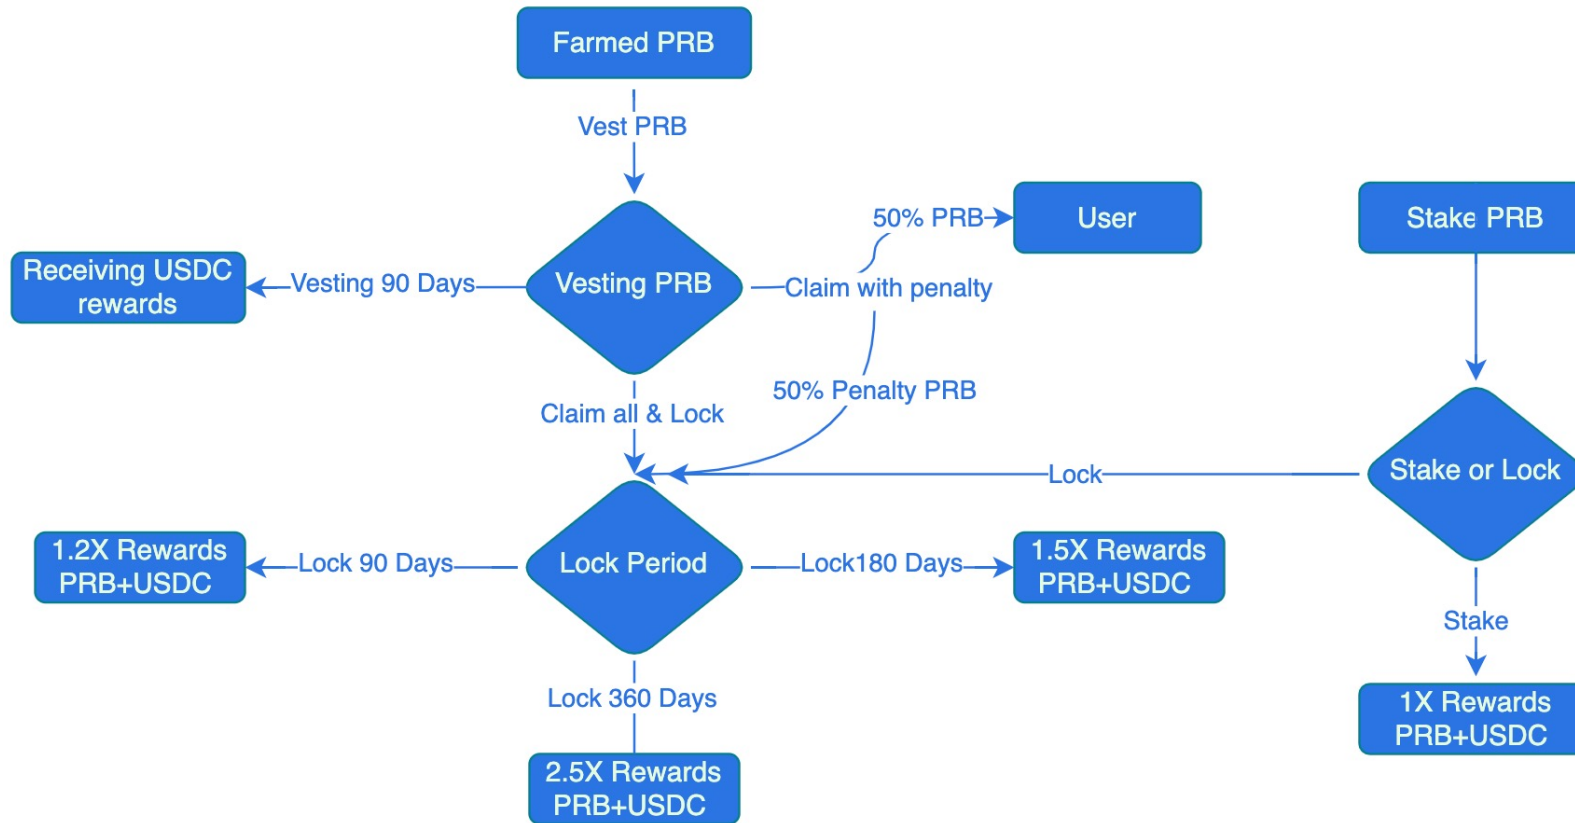 Farmed PRB
Vest PRB
50% PRB
User
Stake PRB
Receiving USDC
rewards
Vesting 90 Days
Vesting PRB
Claim with penalty
50% Penalty PRB
Claim all & Lock
Lock
Stake or Lock
1.2X Rewards
PRB+USDC
Lock 90 Days
Lock Period
Lock180 Days
1.5X Rewards
PRB+USDC
Stake
Lock 360 Days
1X Rewards
PRB+USDC
2.5X Rewards
PRB+USDC